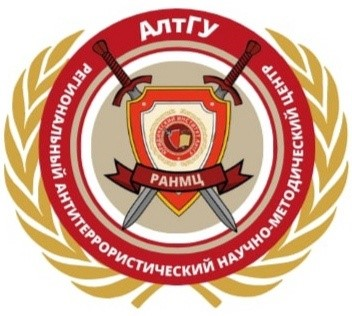 АлтГУ
РЕГИОНАЛЬНЫЙ АНТИТЕРРОРИСТИЧЕСКИЙ НАУЧНО-МЕТОДИЧЕСКИЙ ЦЕНТР
РАНМЦ